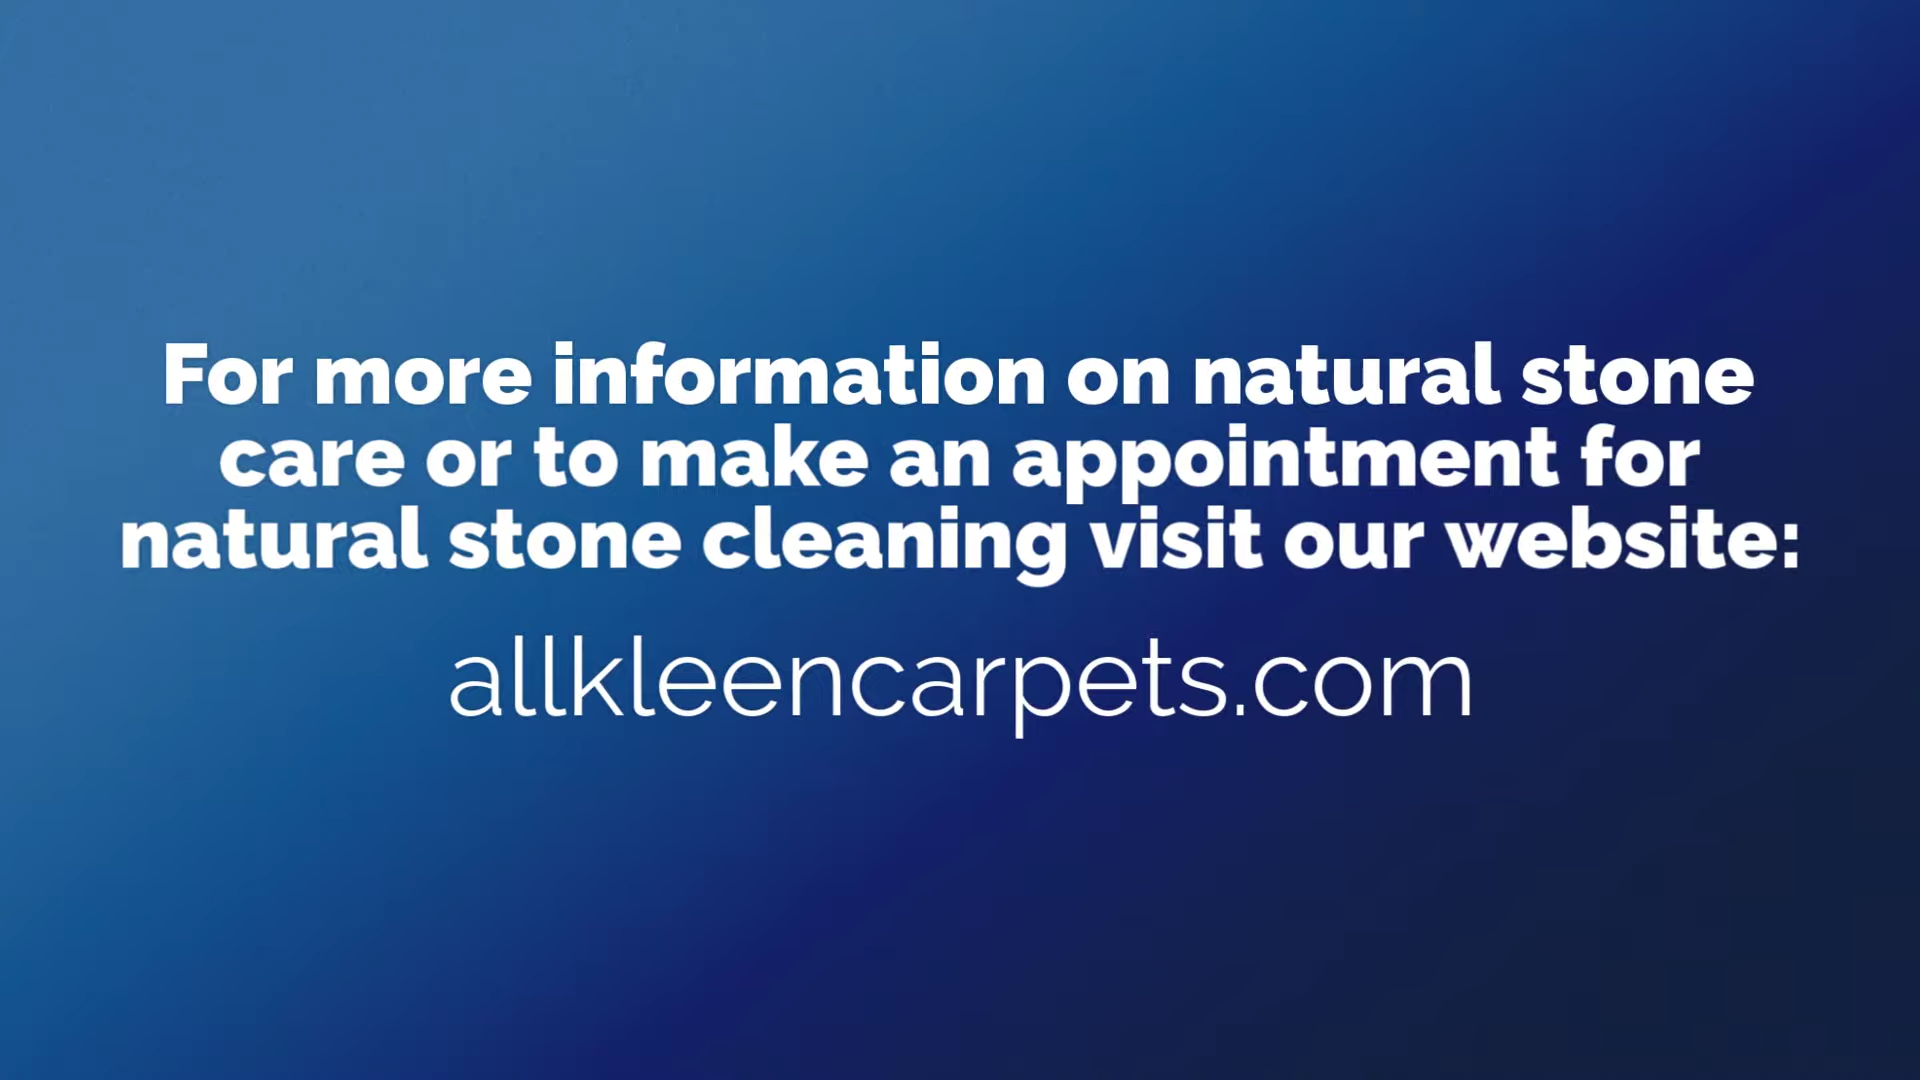 For more information on natural stone
care or to make an appointment for
natural stone cleaning visit our website:
allkleencarpets.com